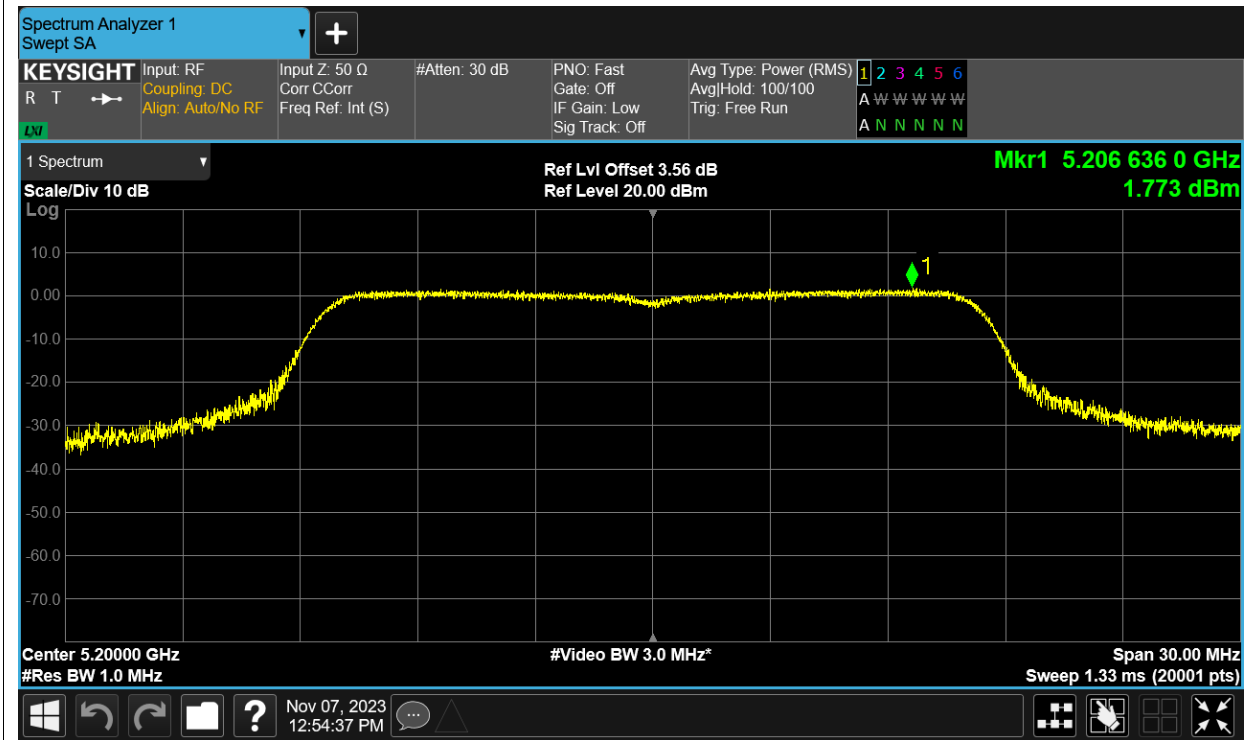 Spectrum Analyzer 1
Swept SA
+
KEYSIGHT
R T
LXI
Input: RF
Coupling: DC
Align: Auto/No RF
Input Z: 50 Ω
Corr CCorr
Freq Ref: Int (S)
#Atten: 30 dB
PNO: Fast
Gate: Off
IF Gain: Low
Sig Track: Off
Avg Type: Power (RMS)
Avg|Hold: 100/100
Trig: Free Run
1 2 3 4 5 6
A W W W W W
A N N N N N
1 Spectrum
Scale/Div 10 dB
Log
Ref Lvl Offset 3.56 dB
Ref Level 20.00 dBm
Mkr1 5.206 636 0 GHz
1.773 dBm
10.0
0.00
-10.0
-20.0
-30.0
-40.0
-50.0
-60.0
-70.0
1
Center 5.20000 GHz
#Res BW 1.0 MHz
#Video BW 3.0 MHz*
Span 30.00 MHz
Sweep 1.33 ms (20001 pts)
?
Nov 07, 2023
12:54:37 PM